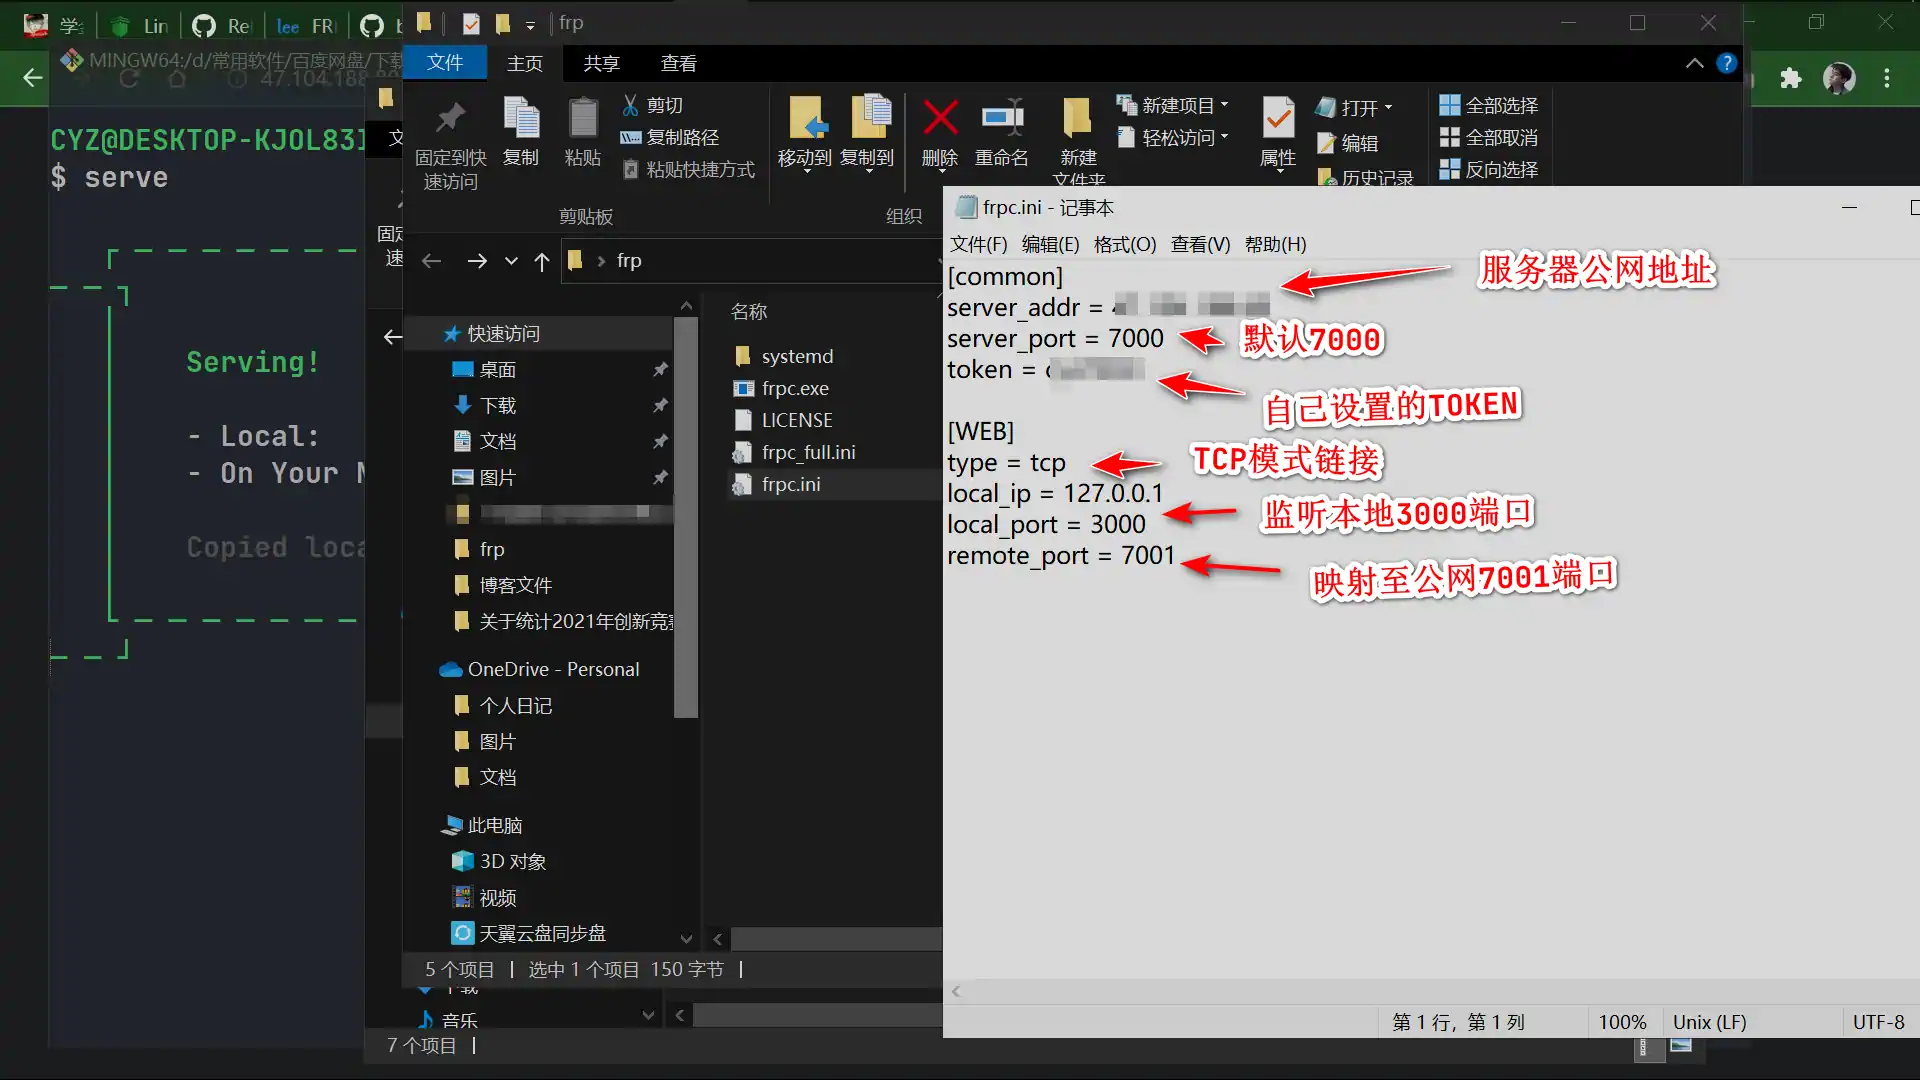 学
Lin
Re
lee
FR
MINGW64:/d/常用软件/百度网盘/下载
CYZ@DESKTOP-KJOL83I
$ serve
Serving!
- Local:
- On Your N
Copied loca
frp
文件
主页
共享
查看
固定到快
速访问
复制
粘贴
剪切
复制路径
粘贴快捷方式
剪贴板
移动到
复制到
删除
重命名
组织
新建
文件夹
新建项目
轻松访问
属性
打开
编辑
历史记录
全部选择
全部取消
反向选择
固定
速
frp
名称
systemd
frpc.exe
LICENSE
frpc_full.ini
frpc.ini
快速访问
桌面
下载
文档
图片
frp
博客文件
关于统计2021年创新竞赛
OneDrive - Personal
个人日记
图片
文档
此电脑
3D 对象
视频
天翼云盘同步盘
5 个项目
选中 1 个项目 150 字节
下载
音乐
7 个项目
frpc.ini - 记事本
文件(F) 编辑(E) 格式(O) 查看(V) 帮助(H)
[common]
server_addr =
服务器公网地址
server_port = 7000
默认7000
token =
自己设置的TOKEN
[WEB]
type = tcp
TCP模式链接
local_ip = 127.0.0.1
local_port = 3000
监听本地3000端口
remote_port = 7001
映射至公网7001端口
第 1 行，第 1 列
100%
Unix (LF)
UTF-8